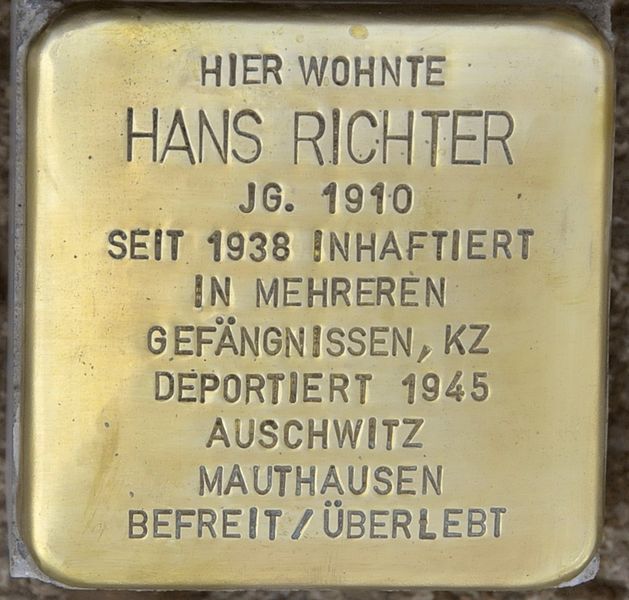 HIER WOHNTE
HANS RICHTER
JG. 1910
SEIT 1938 INHAFTIERT
IN MEHREREN
GEFÄNGNISSEN, KZ
DEPORTIERT 1945
AUSCHWITZ
MAUTHAUSEN
BEFREIT/ÜBERLEBT